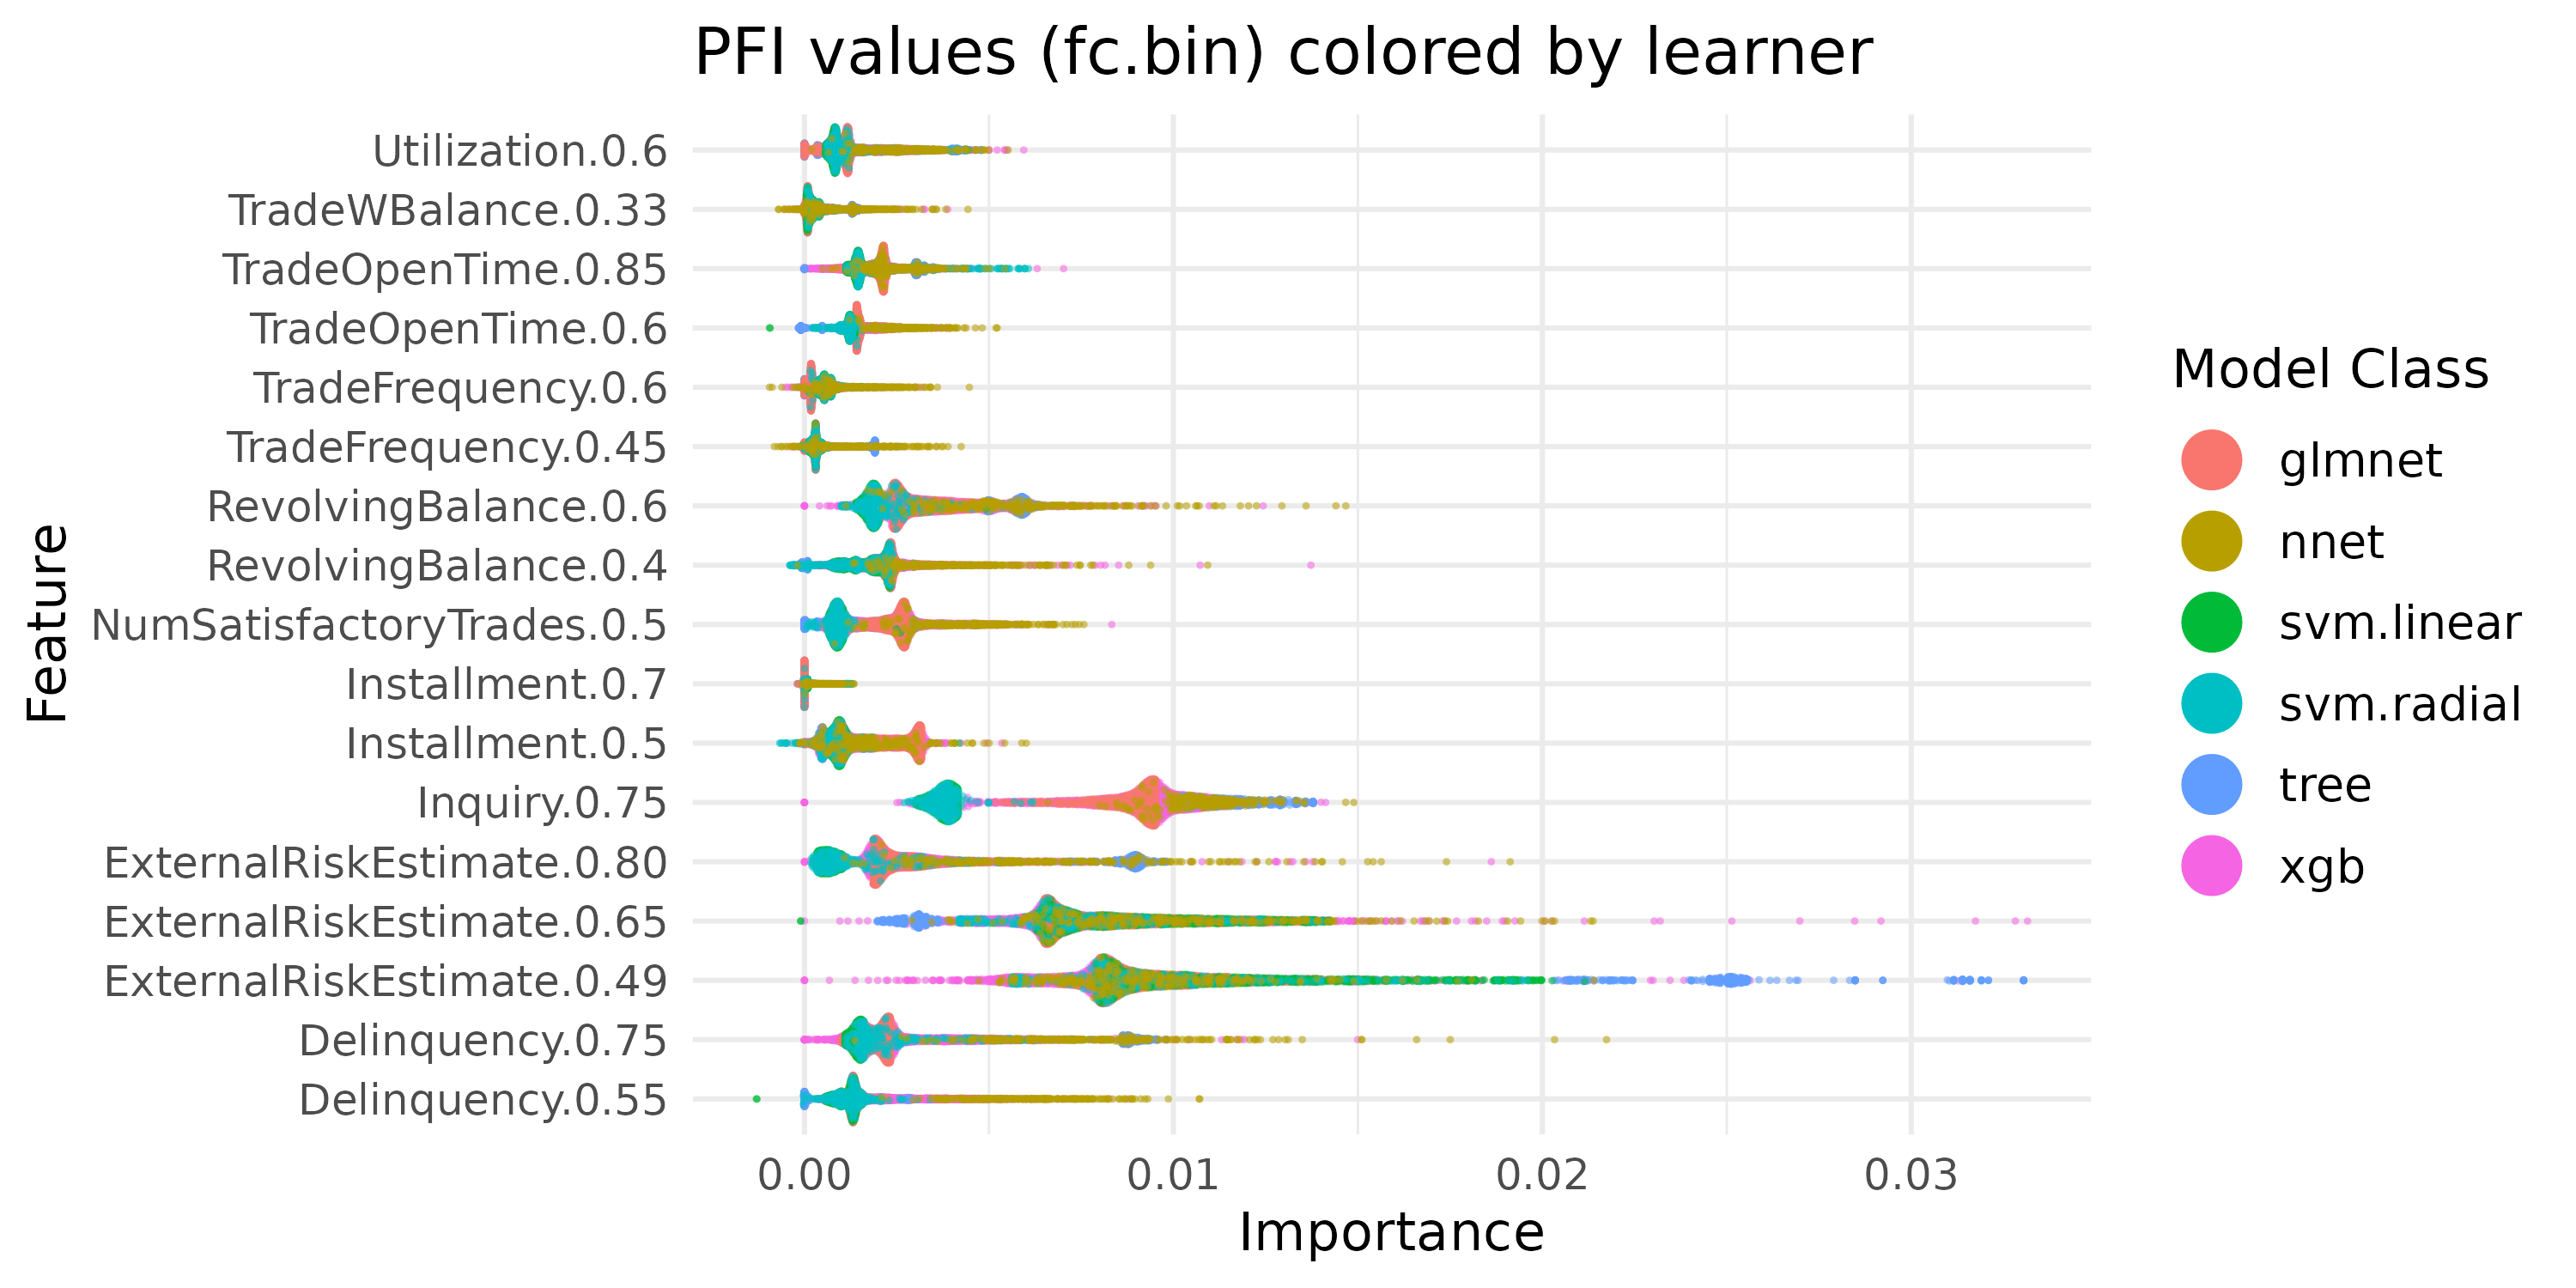 PFI values (fc.bin) colored by learner
Feature
Utilization.0.6
TradeWBalance.0.33
TradeOpenTime.0.85
TradeOpenTime.0.6
TradeFrequency.0.6
TradeFrequency.0.45
RevolvingBalance.0.6
RevolvingBalance.0.4
NumSatisfactoryTrades.0.5
Installment.0.7
Installment.0.5
Inquiry.0.75
ExternalRiskEstimate.0.80
ExternalRiskEstimate.0.65
ExternalRiskEstimate.0.49
Delinquency.0.75
Delinquency.0.55
0.00 0.01 0.02 0.03
Importance
Model Class
glmnet
nnet
svm.linear
svm.radial
tree
xgb